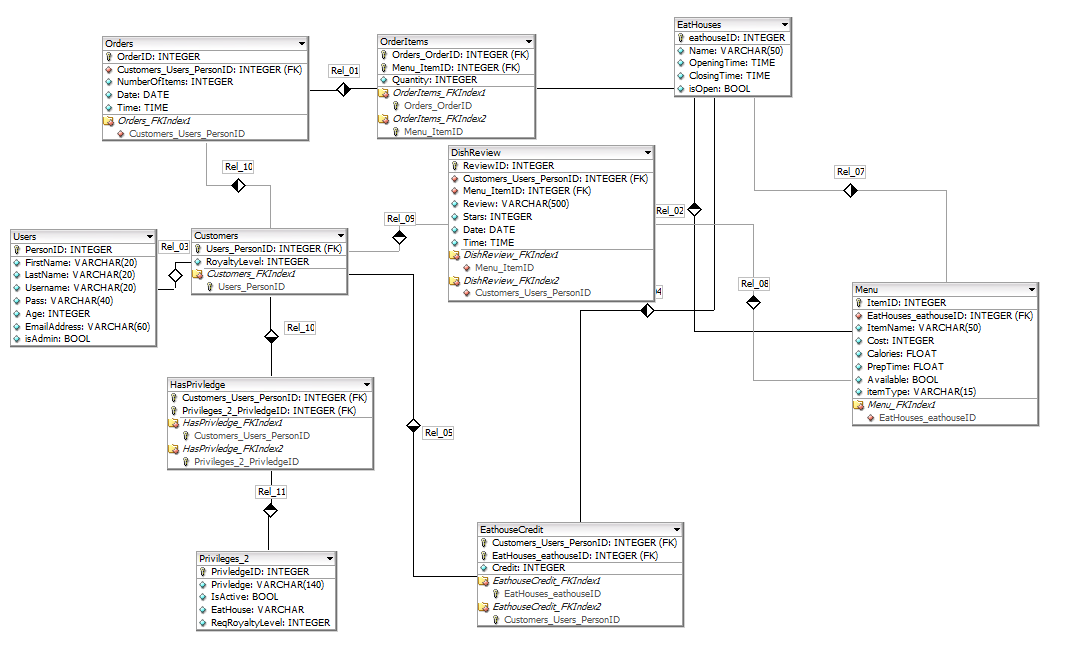 Orders
OrderID: INTEGER
Customers_Users_PersonID: INTEGER (FK)
NumberOfItems: INTEGER
Date: DATE
Time: TIME
Orders_FKIndex1
Customers_Users_PersonID
Rel_01
OrderItems
Orders_OrderID: INTEGER (FK)
Menu_ItemID: INTEGER (FK)
Quantity: INTEGER
OrderItems_FKIndex1
Orders_OrderID
OrderItems_FKIndex2
Menu_ItemID
EatHouses
eathouseID: INTEGER
Name: VARCHAR(50)
OpeningTime: TIME
ClosingTime: TIME
isOpen: BOOL
Rel_10
DishReview
ReviewID: INTEGER
Customers_Users_PersonID: INTEGER (FK)
Menu_ItemID: INTEGER (FK)
Review: VARCHAR(500)
Stars: INTEGER
Date: DATE
Time: TIME
DishReview_FKIndex1
Menu_ItemID
DishReview_FKIndex2
Customers_Users_PersonID
Rel_07
Rel_02
Rel_09
Users
PersonID: INTEGER
FirstName: VARCHAR(20)
LastName: VARCHAR(20)
Username: VARCHAR(20)
Pass: VARCHAR(40)
Age: INTEGER
EmailAddress: VARCHAR(60)
isAdmin: BOOL
Rel_03
Customers
Users_PersonID: INTEGER (FK)
RoyaltyLevel: INTEGER
Customers_FKIndex1
Users_PersonID
Rel_08
4
Menu
ItemID: INTEGER
EatHouses_eathouseID: INTEGER (FK)
ItemName: VARCHAR(50)
Cost: INTEGER
Calories: FLOAT
PrepTime: FLOAT
Available: BOOL
itemType: VARCHAR(15)
Menu_FKIndex1
EatHouses_eathouseID
Rel_10
HasPrivledge
Customers_Users_PersonID: INTEGER (FK)
Privileges_2_PrivledgeID: INTEGER (FK)
HasPrivledge_FKIndex1
Customers_Users_PersonID
HasPrivledge_FKIndex2
Privileges_2_PrivledgeID
Rel_05
Rel_11
EathouseCredit
Customers_Users_PersonID: INTEGER (FK)
EatHouses_eathouseID: INTEGER (FK)
Credit: INTEGER
EathouseCredit_FKIndex1
EatHouses_eathouseID
EathouseCredit_FKIndex2
Customers_Users_PersonID
Privileges_2
PrivledgeID: INTEGER
Privledge: VARCHAR(140)
IsActive: BOOL
EatHouse: VARCHAR
ReqRoyaltyLevel: INTEGER